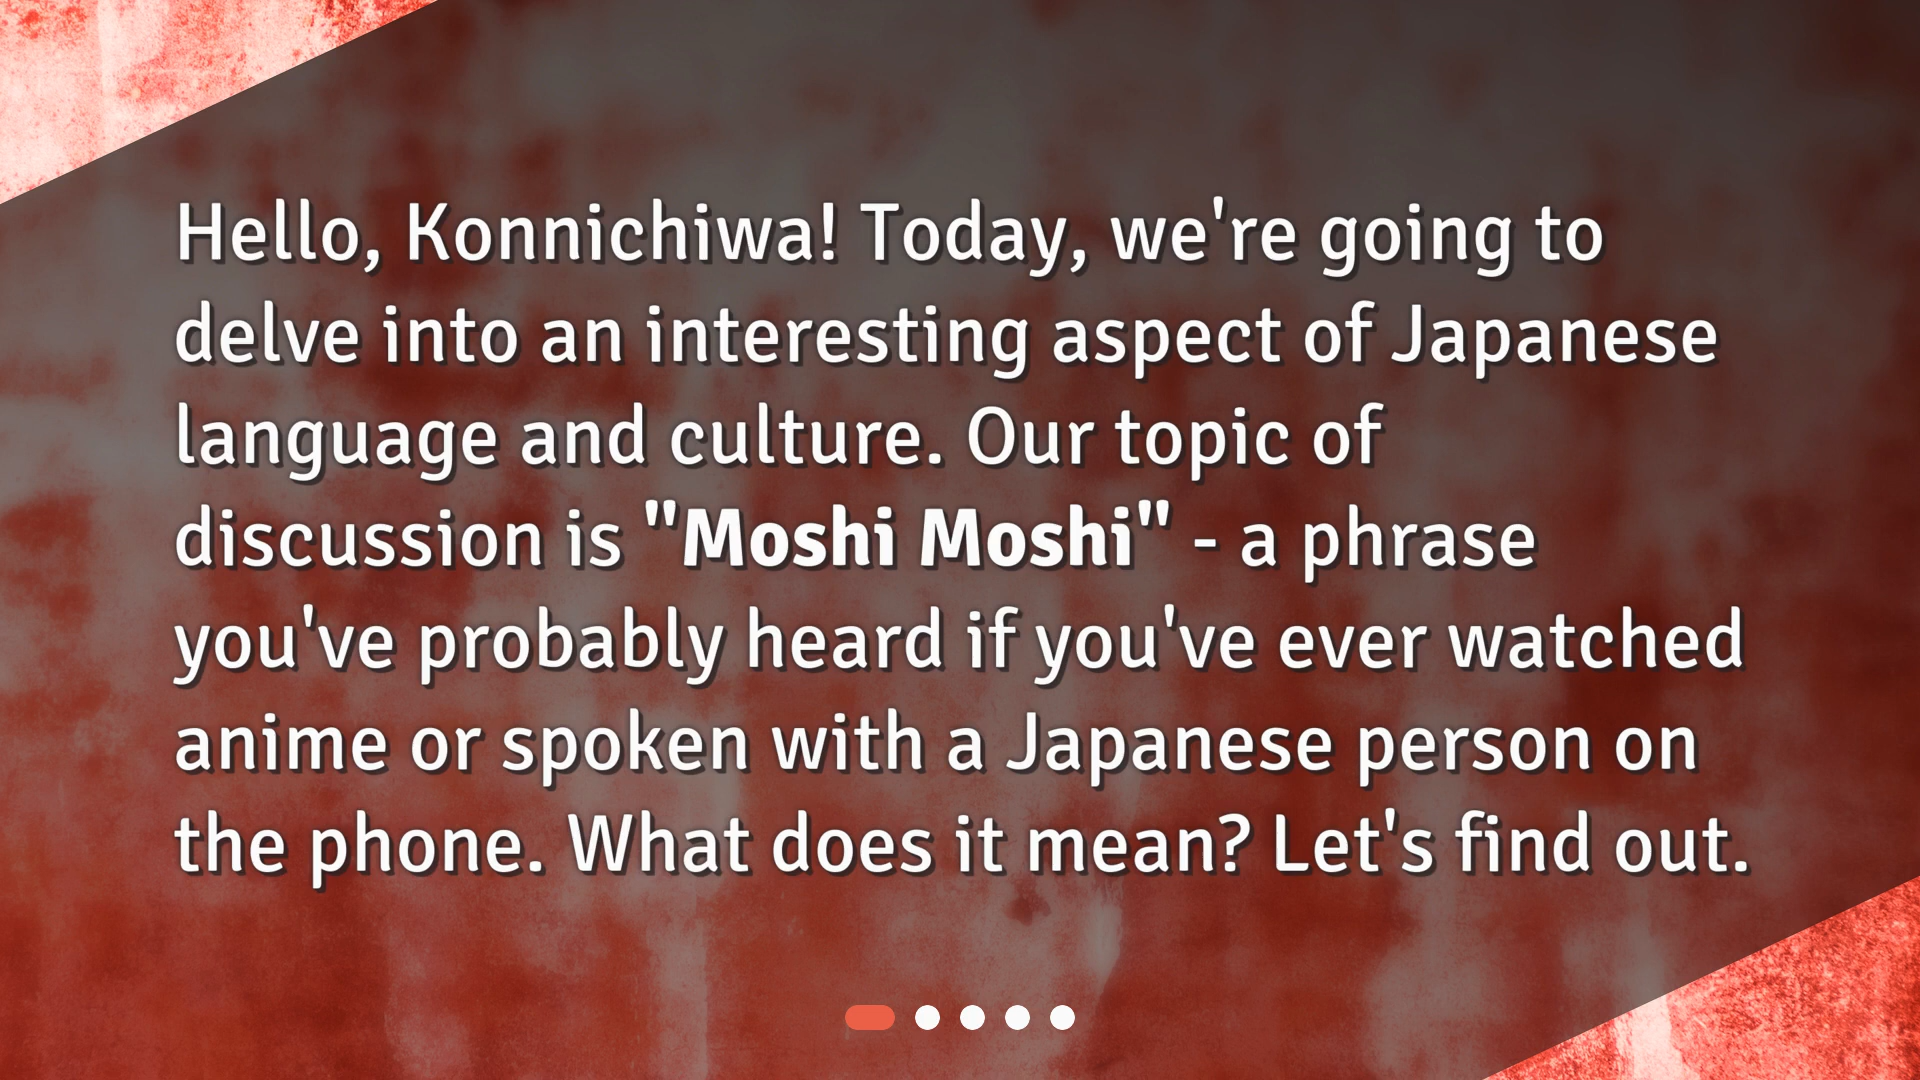 Hello, Konnichiwa! Today, we're going to
delve into an interesting aspect of Japanese
language and culture. Our topic of
discussion is "Moshi Moshi" - a phrase
you've probably heard if you've ever watched
anime or spoken with a Japanese person on
the phone. What does it mean? Let's find out.